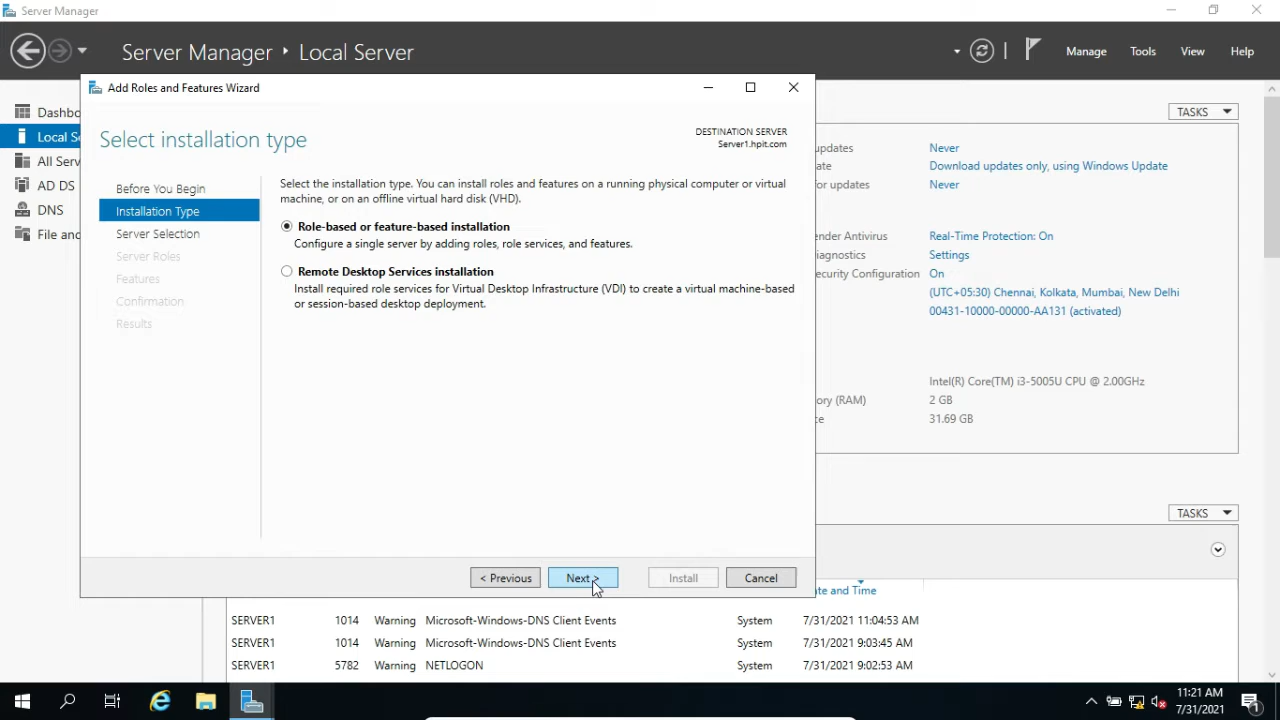 Server Manager
Server Manager ‣ Local Server
Manage
Tools
View
Help
Add Roles and Features Wizard
Select installation type
DESTINATION SERVER
Server1.hpit.com
Before You Begin
Installation Type
Server Selection
Server Roles
Features
Confirmation
Results
Select the installation type. You can install roles and features on a running physical computer or virtual
machine, or on an offline virtual hard disk (VHD).
Role-based or feature-based installation
Configure a single server by adding roles, role services, and features.
Remote Desktop Services installation
Install required role services for Virtual Desktop Infrastructure (VDI) to create a virtual machine-based
or session-based desktop deployment.
< Previous
Next >
Install
Cancel
Dashbo
Local Se
All Serv
AD DS
DNS
File and
TASKS
updates
Never
ate
Download updates only, using Windows Update
for updates
Never
ender Antivirus
Real-Time Protection: On
iagnostics
Settings
ecurity Configuration
On
(UTC+05:30) Chennai, Kolkata, Mumbai, New Delhi
00431-10000-00000-AA131 (activated)
Intel(R) Core(TM) i3-5005U CPU @ 2.00GHz
ory (RAM)
2 GB
ce
31.69 GB
TASKS
ate and Time
SERVER1 1014 Warning Microsoft-Windows-DNS Client Events System 7/31/2021 11:04:53 AM
SERVER1 1014 Warning Microsoft-Windows-DNS Client Events System 7/31/2021 9:03:45 AM
SERVER1 5782 Warning NETLOGON System 7/31/2021 9:02:53 AM
11:21 AM
7/31/2021
1